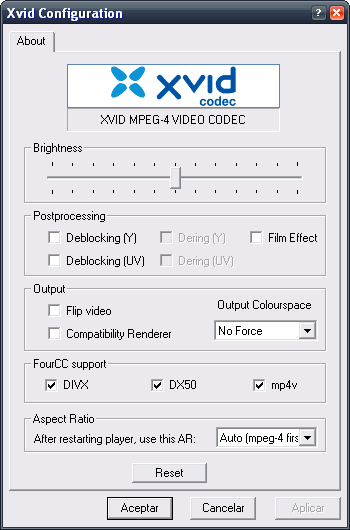 Xvid Configuration
About
xvid
codec
XVID MPEG-4 VIDEO CODEC
Brightness
Postprocessing
Deblocking (Y) Dering (Y) Film Effect
Deblocking (UV) Dering (UV)
Output
Flip video
Output Colourspace
Compatibility Renderer
No Force
FourCC support
DIVX DX50 mp4v
Aspect Ratio
After restarting player, use this AR: Auto (mpeg-4 firs
Reset
Aceptar Cancelar Aplicar